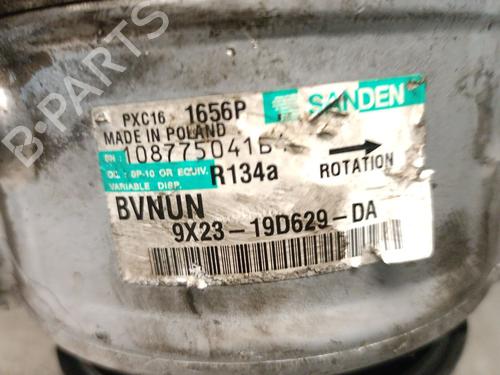 PXC16 1656P SANDEN
MADE IN POLAND
SN: 108775041B
OIL: SP-10 OR EQUIV. R134a ROTATION
VARIABLE DISP.
BVNUN
9X23-19D629-DA
B-PARTS